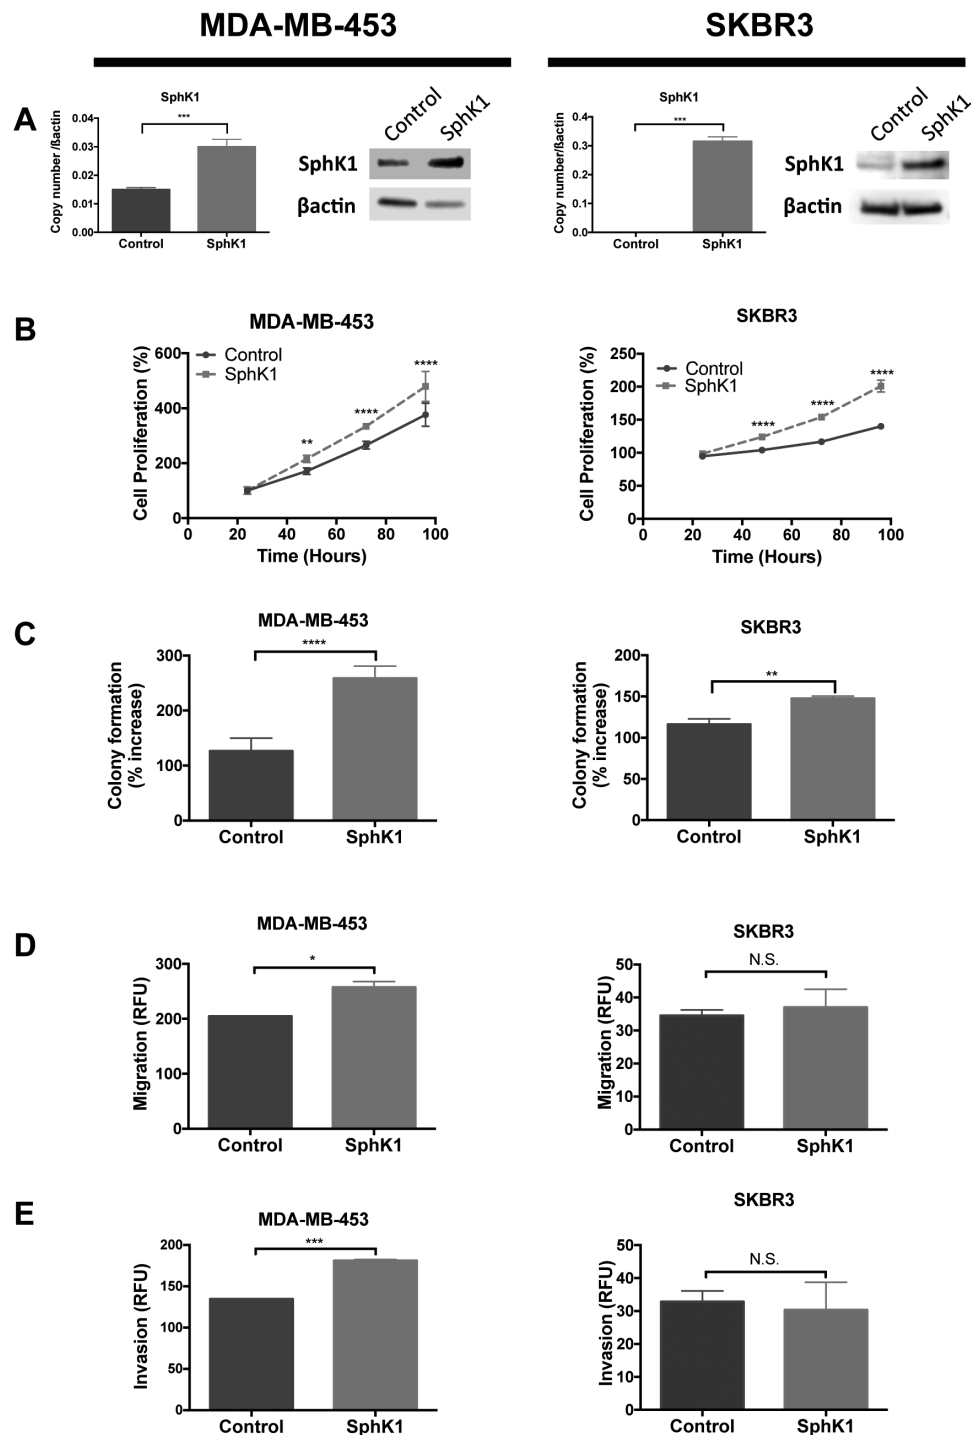 MDA-MB-453
SKBR3
A
SphK1
***
Copy number /ßactin
0.04
0.03
0.02
0.01
0.00
Control
SphK1
Control
SphK1
SphK1
βactin
SphK1
***
Copy number/ßactin
0.4
0.3
0.2
0.1
0.0
Control
SphK1
Control
SphK1
SphK1
βactin
B
MDA-MB-453
Cell Proliferation (%)
600
400
200
0
Control
SphK1
**
****
****
0
20
40
60
80
100
Time (Hours)
SKBR3
Cell Proliferation (%)
250
200
150
100
50
0
Control
SphK1
****
****
****
0
20
40
60
80
100
Time (Hours)
C
MDA-MB-453
****
Colony formation
(% increase)
300
200
100
0
Control
SphK1
SKBR3
**
Colony formation
(% increase)
200
150
100
50
0
Control
SphK1
D
MDA-MB-453
*
Migration (RFU)
300
200
100
0
Control
SphK1
SKBR3
N.S.
Migration (RFU)
50
40
30
20
10
0
Control
SphK1
E
MDA-MB-453
***
Invasion (RFU)
200
150
100
50
0
Control
SphK1
SKBR3
N.S.
Invasion (RFU)
50
40
30
20
10
0
Control
SphK1